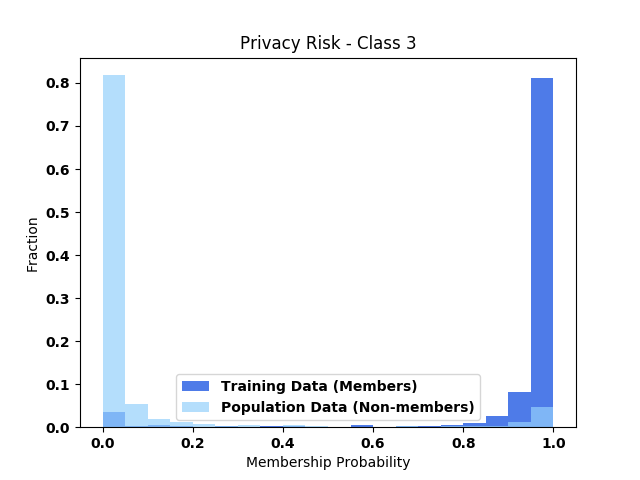 Privacy Risk - Class 3
Fraction
0.8
0.7
0.6
0.5
0.4
0.3
0.2
0.1
0.0
Training Data (Members)
Population Data (Non-members)
0.0 0.2 0.4 0.6 0.8 1.0
Membership Probability